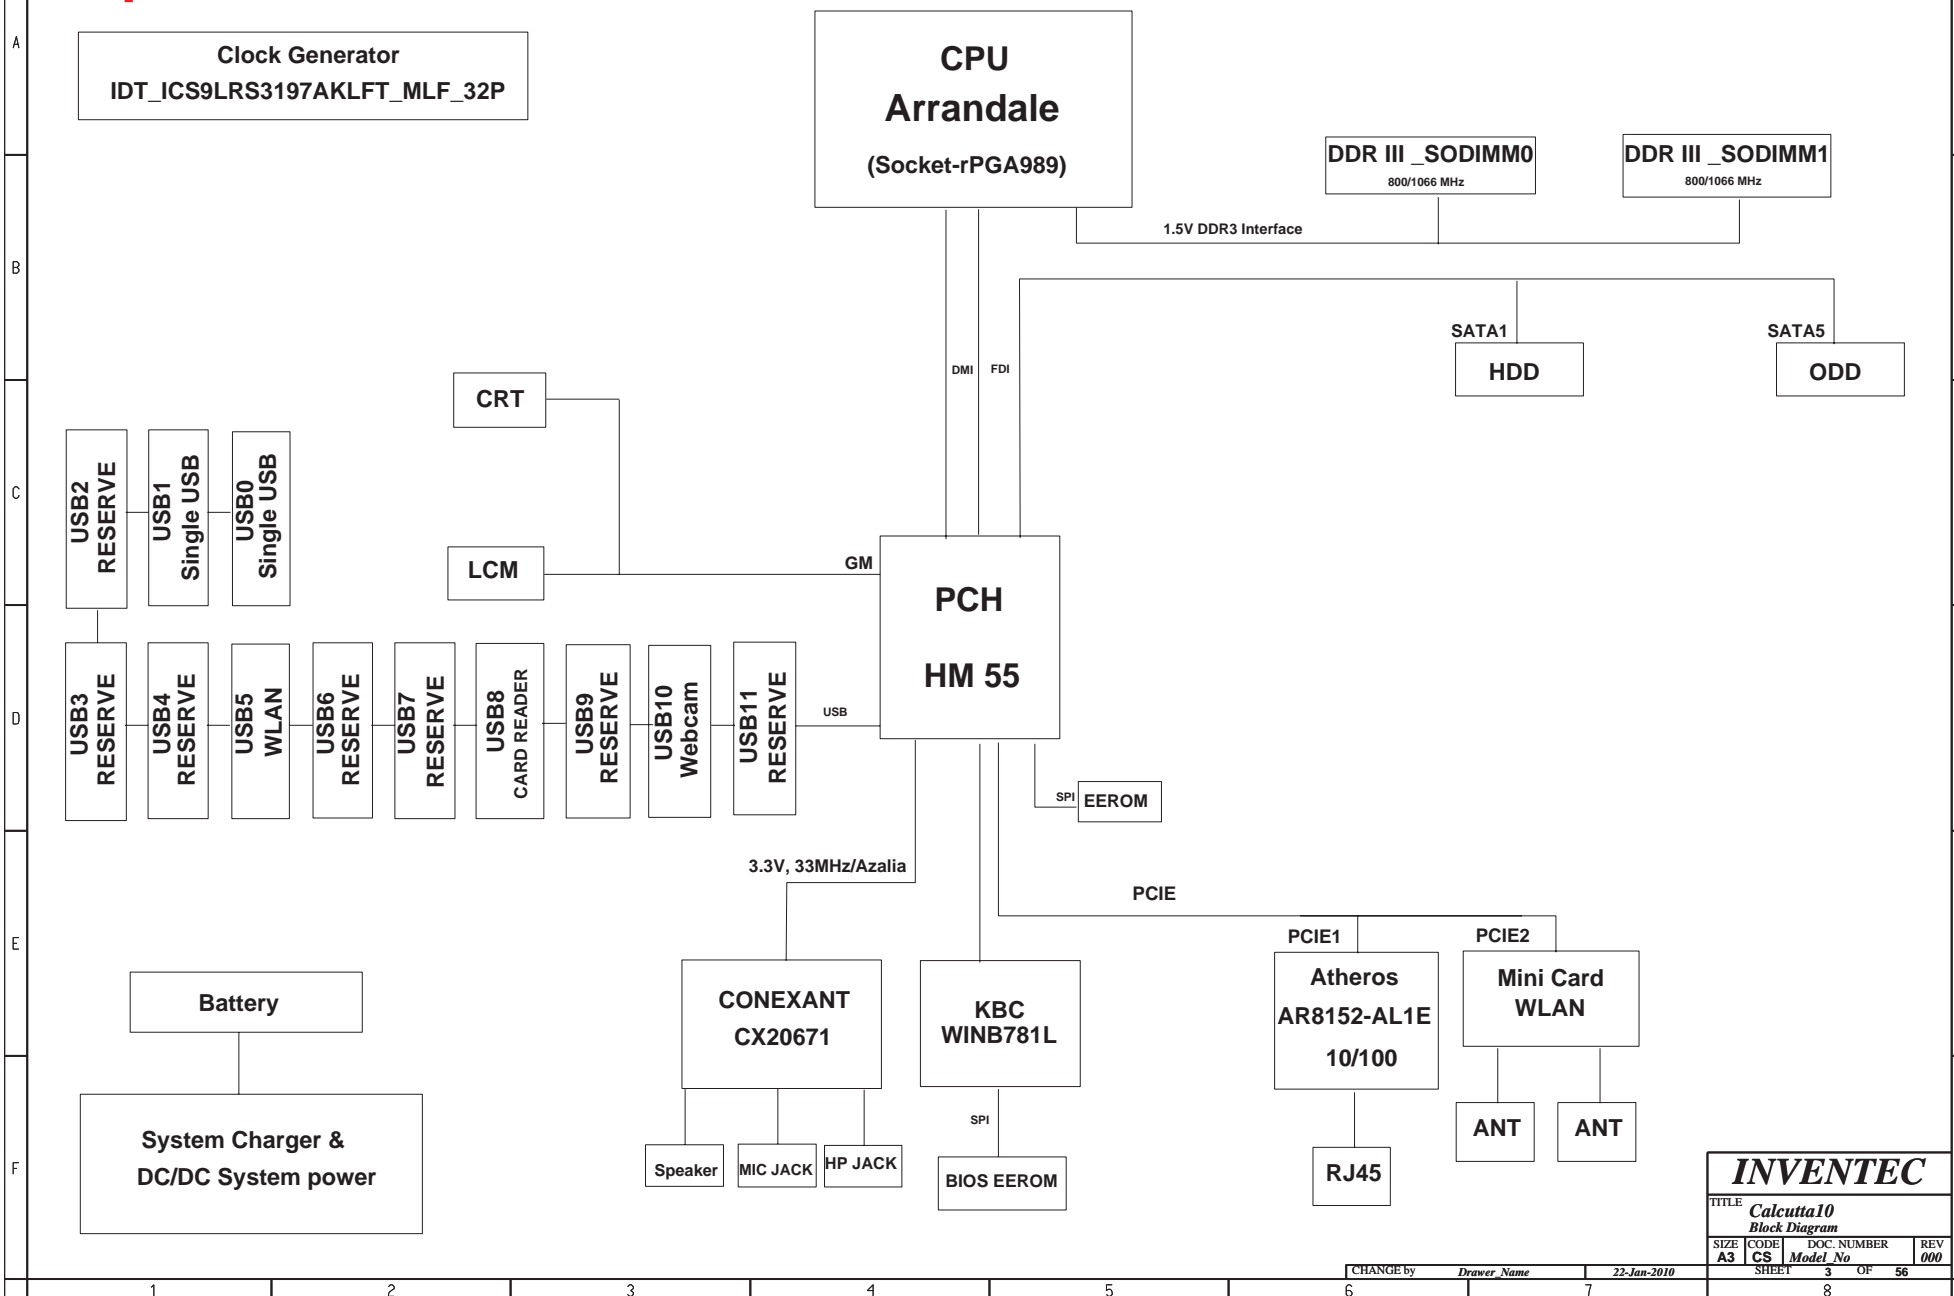 A
Clock Generator
IDT_ICS9LRS3197AKLFT_MLF_32P
CPU
Arrandale
(Socket-rPGA989)
DDR III _SODIMM0
800/1066 MHz
DDR III _SODIMM1
800/1066 MHz
1.5V DDR3 Interface
B
SATA1
HDD
SATA5
ODD
DMI
FDI
CRT
C
USB2
RESERVE
USB1
Single USB
USB0
Single USB
LCM
GM
PCH
HM 55
D
USB3
RESERVE
USB4
RESERVE
USB5
WLAN
USB6
RESERVE
USB7
RESERVE
USB8
CARD READER
USB9
RESERVE
USB10
Webcam
USB11
RESERVE
USB
SPI
EEROM
3.3V, 33MHz/Azalia
PCIE
E
PCIE1
PCIE2
Battery
CONEXANT
CX20671
KBC
WINB781L
Atheros
AR8152-AL1E
10/100
Mini Card
WLAN
F
System Charger &
DC/DC System power
SPI
Speaker
MIC JACK
HP JACK
BIOS EEROM
RJ45
ANT
ANT
INVENTEC
TITLE
Calcutta10
Block Diagram
SIZE CODE DOC. NUMBER REV
A3 CS Model_No 000
CHANGE by Drawer_Name 22-Jan-2010 SHEET 3 OF 56
1 2 3 4 5 6 7 8